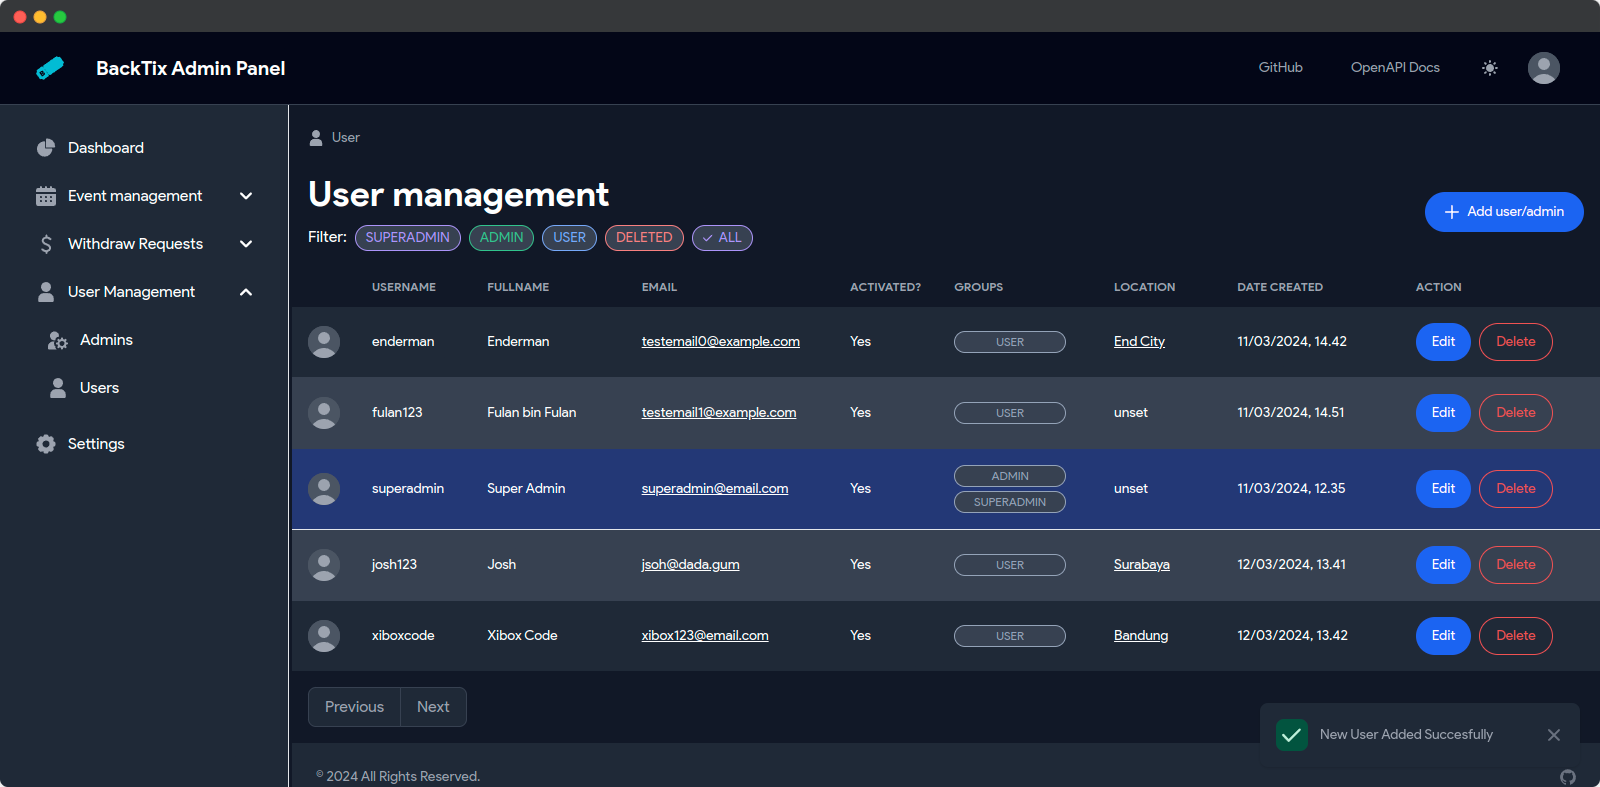 BackTix Admin Panel
GitHub
OpenAPI Docs
Dashboard
Event management
Withdraw Requests
User Management
Admins
Users
Settings
User
User management
Add user/admin
Filter: SUPERADMIN ADMIN USER DELETED ALL
USERNAME FULLNAME EMAIL ACTIVATED? GROUPS LOCATION DATE CREATED ACTION
enderman Enderman testemail0@example.com Yes USER End City 11/03/2024, 14.42 Edit Delete
fulan123 Fulan bin Fulan testemail1@example.com Yes USER unset 11/03/2024, 14.51 Edit Delete
superadmin Super Admin superadmin@email.com Yes ADMIN SUPERADMIN unset 11/03/2024, 12.35 Edit Delete
josh123 Josh jsoh@dada.gum Yes USER Surabaya 12/03/2024, 13.41 Edit Delete
xiboxcode Xibox Code xibox123@email.com Yes USER Bandung 12/03/2024, 13.42 Edit Delete
Previous Next
New User Added Succesfully
© 2024 All Rights Reserved.